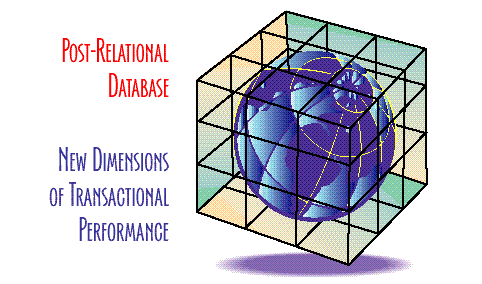 Post-Relational
Database
New Dimensions
of Transactional
Performance